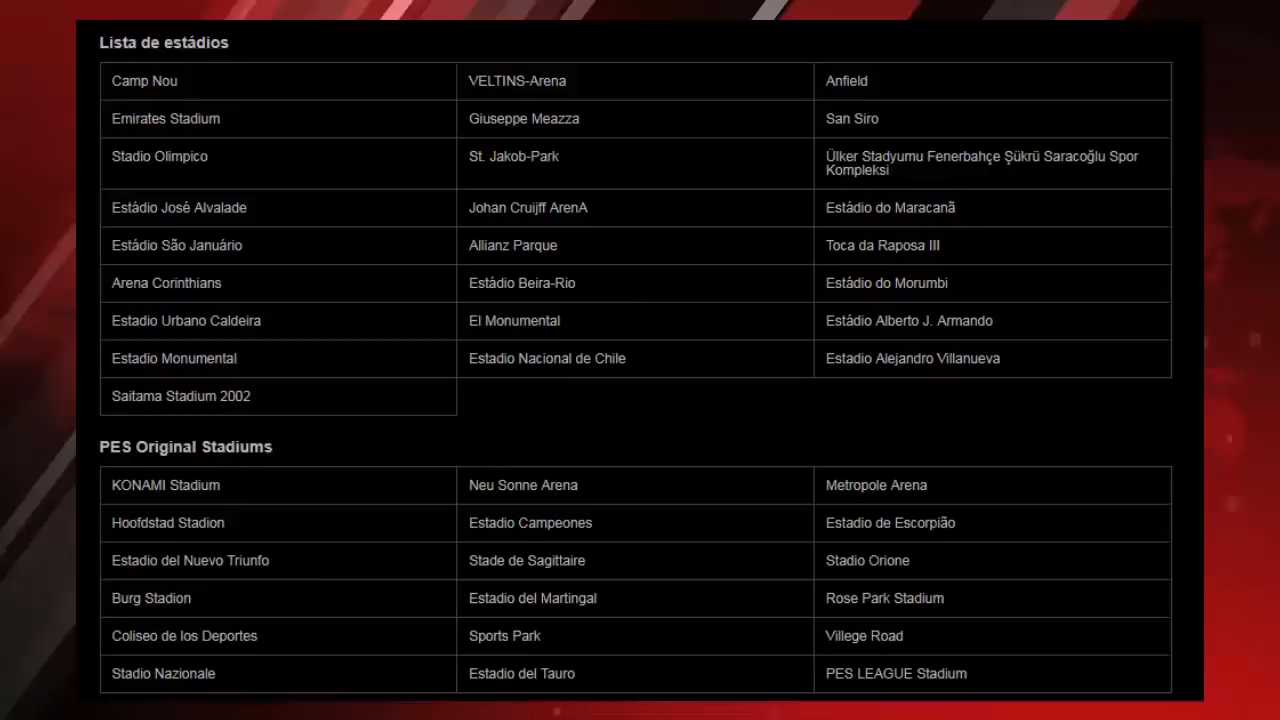 Lista de estádios
Camp Nou
VELTINS-Arena
Anfield
Emirates Stadium
Giuseppe Meazza
San Siro
Stadio Olimpico
St. Jakob-Park
Ülker Stadyumu Fenerbahçe Şükrü Saracoğlu Spor
Kompleksi
Estádio José Alvalade
Johan Cruijff ArenA
Estádio do Maracanã
Estádio São Januário
Allianz Parque
Toca da Raposa III
Arena Corinthians
Estádio Beira-Rio
Estádio do Morumbi
Estadio Urbano Caldeira
El Monumental
Estádio Alberto J. Armando
Estadio Monumental
Estadio Nacional de Chile
Estadio Alejandro Villanueva
Saitama Stadium 2002
PES Original Stadiums
KONAMI Stadium
Neu Sonne Arena
Metropole Arena
Hoofdstad Stadion
Estadio Campeones
Estadio de Escorpião
Estadio del Nuevo Triunfo
Stade de Sagittaire
Stadio Orione
Burg Stadion
Estadio del Martingal
Rose Park Stadium
Coliseo de los Deportes
Sports Park
Villege Road
Stadio Nazionale
Estadio del Tauro
PES LEAGUE Stadium